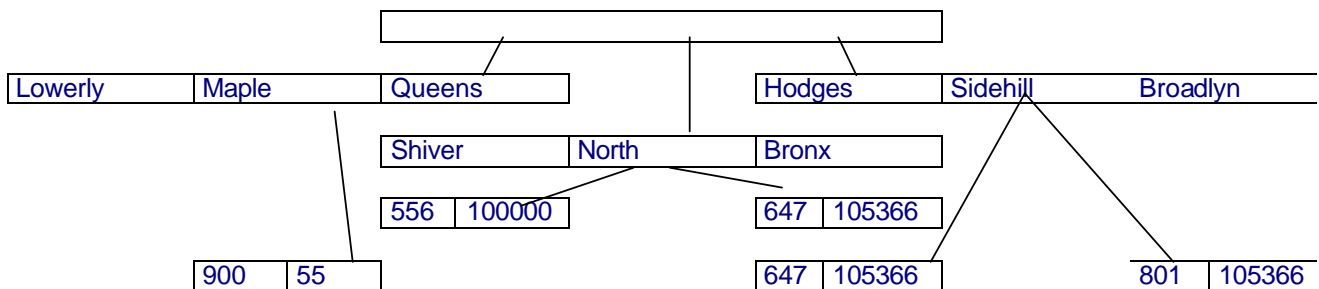 Lowerly Maple Queens Hodges Sidehill Broadlyn
Shiver North Bronx
556 100000 647 105366
900 55 647 105366 801 105366